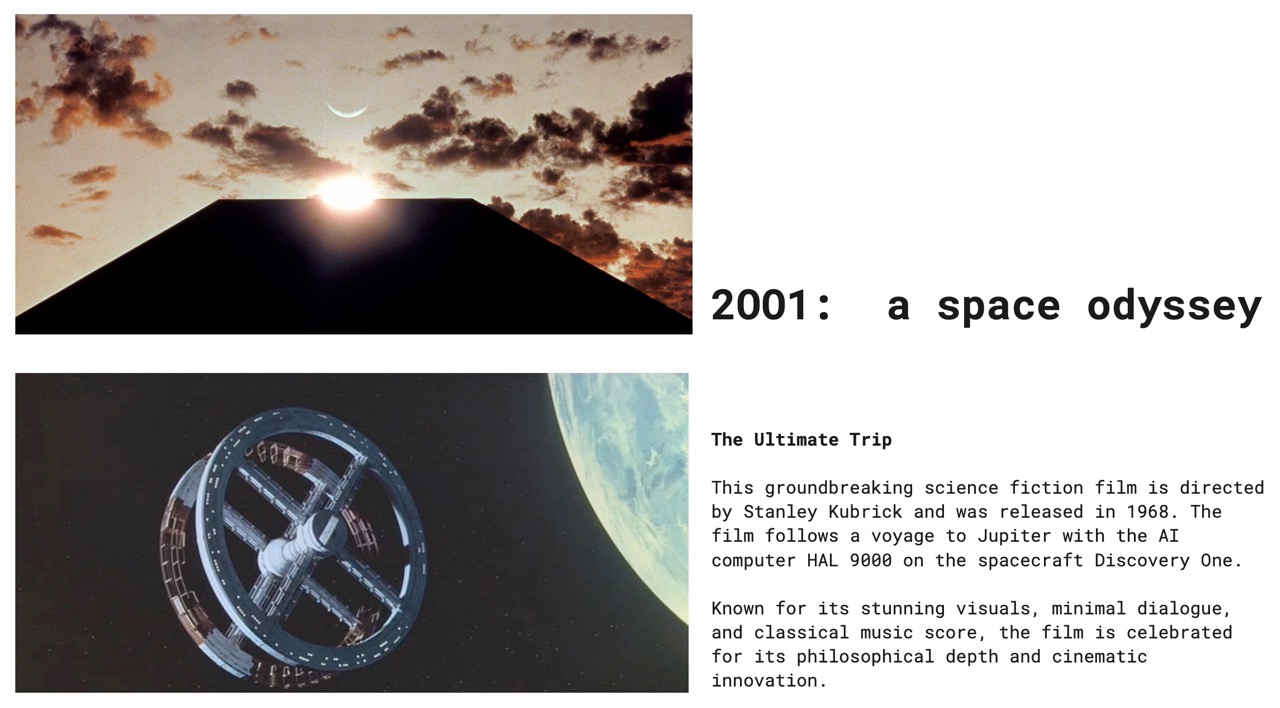 2001:  a space odyssey
The Ultimate Trip
This groundbreaking science fiction film is directed
by Stanley Kubrick and was released in 1968. The
film follows a voyage to Jupiter with the AI
computer HAL 9000 on the spacecraft Discovery One.
Known for its stunning visuals, minimal dialogue,
and classical music score, the film is celebrated
for its philosophical depth and cinematic
innovation.